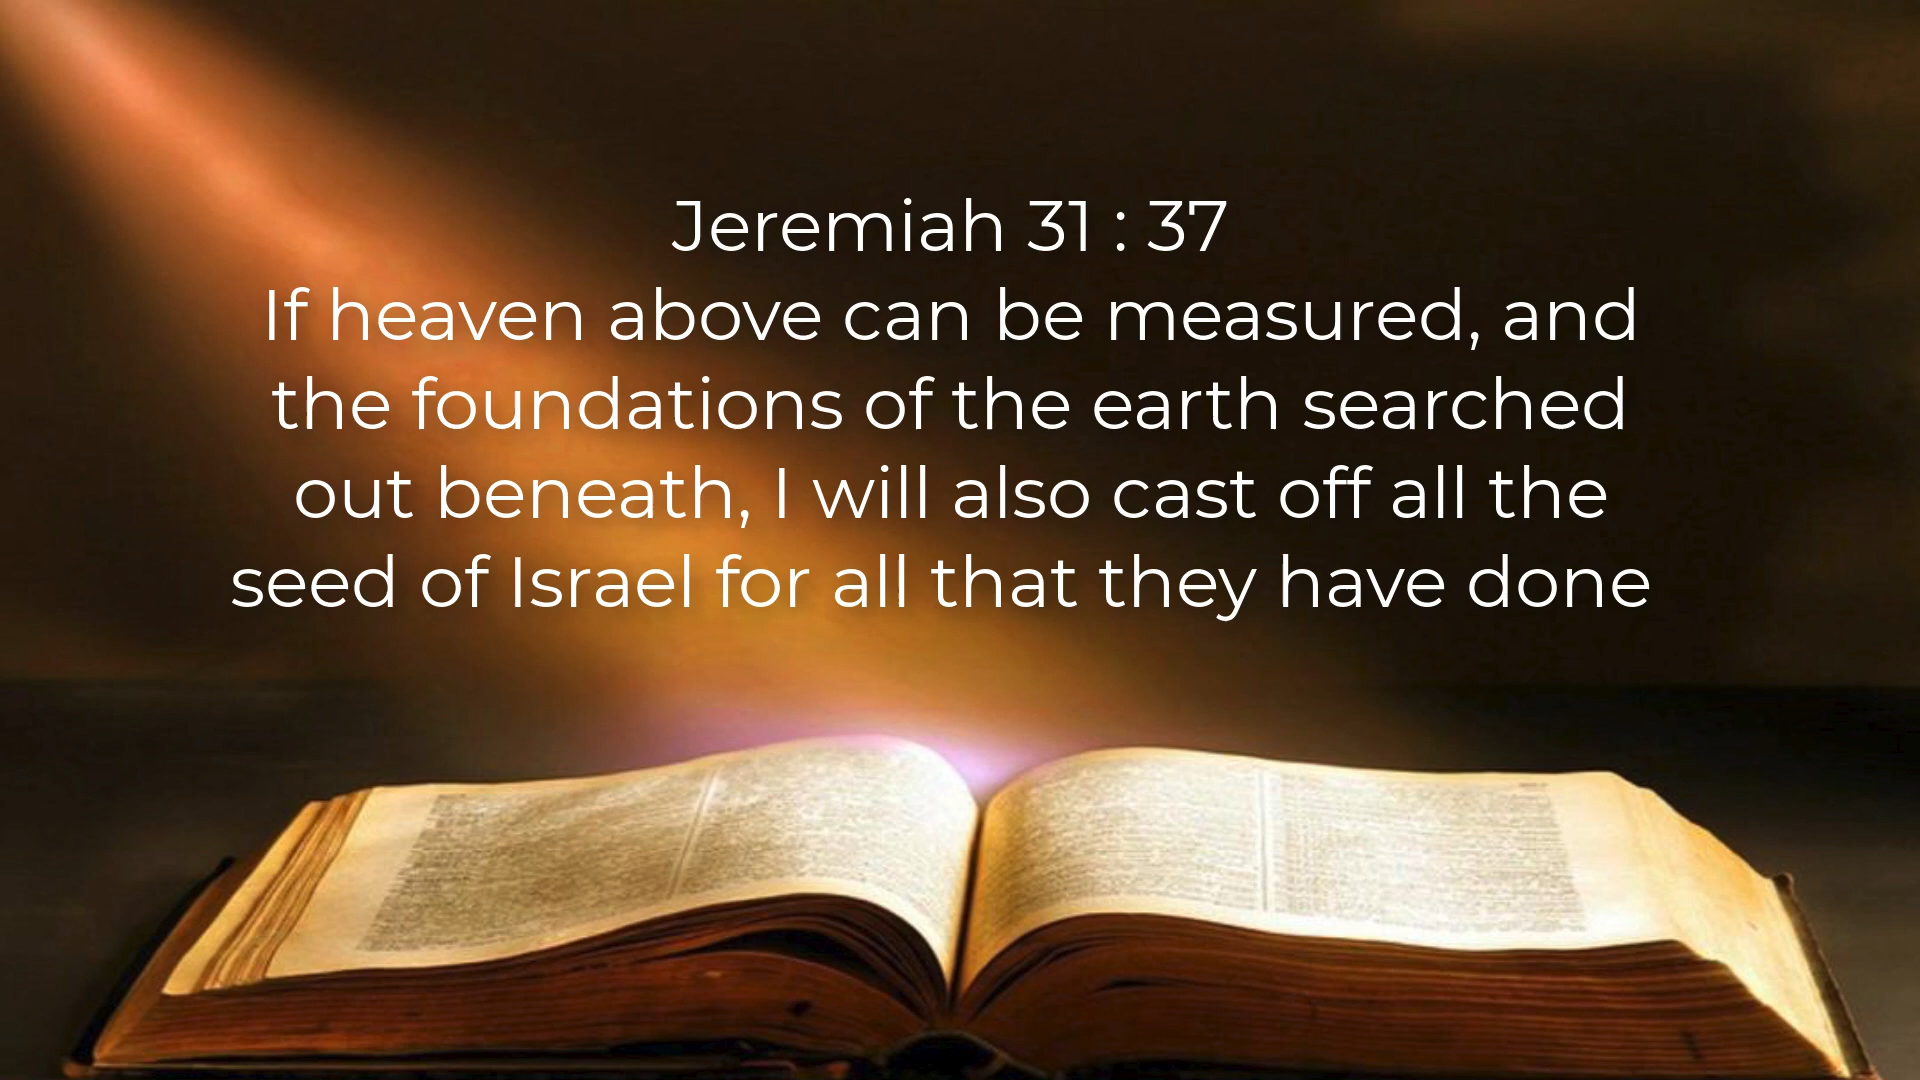 Jeremiah 31 : 37
If heaven above can be measured, and
the foundations of the earth searched
out beneath, I will also cast off all the
seed of Israel for all that they have done